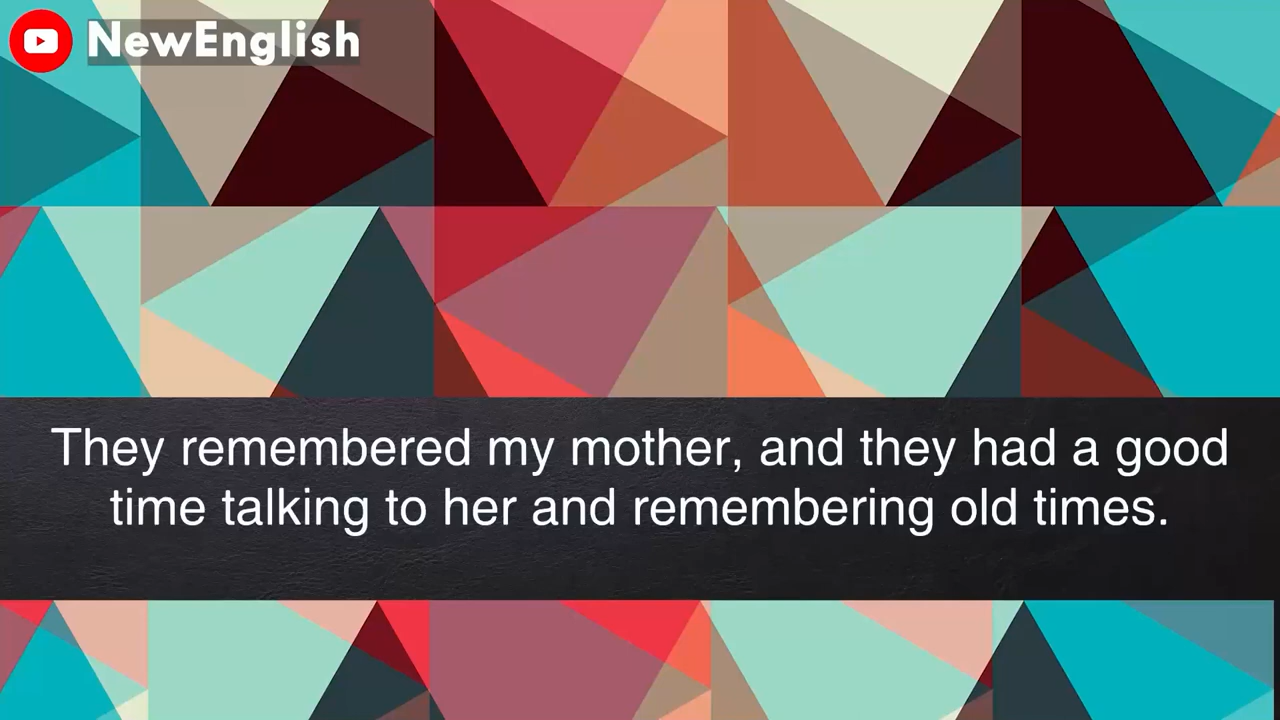 NewEnglish
They remembered my mother, and they had a good
time talking to her and remembering old times.